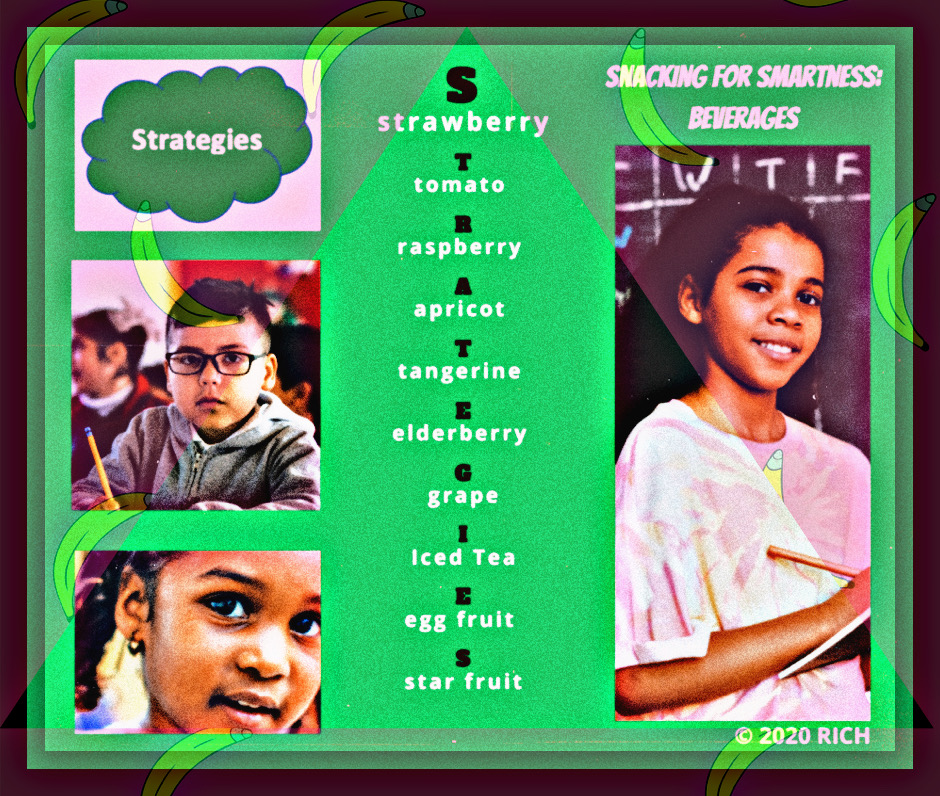 Strategies
S
strawberry
T
tomato
R
raspberry
A
apricot
T
tangerine
E
elderberry
G
grape
I
Iced Tea
E
egg fruit
S
star fruit
SNACKING FOR SMARTNESS:
BEVERAGES
W T I F
© 2020 RICH